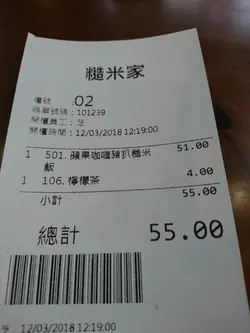 糙米家
檯號 :02
賬單號碼:101239
開檯員工:芝
開檯時間:12/03/2018 12:19:00
1 501. 蘋果咖喱豬扒糙米飯 51.00
1 106. 檸檬茶 4.00
小計 55.00
總計 55.00
芝 12/03/2018 12:19:00